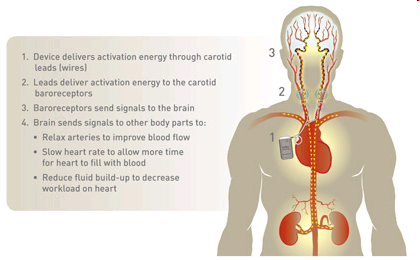 1. Device delivers activation energy through carotid
leads (wires)
2. Leads deliver activation energy to the carotid
baroreceptors
3. Baroreceptors send signals to the brain
4. Brain sends signals to other body parts to:
• Relax arteries to improve blood flow
• Slow heart rate to allow more time
for heart to fill with blood
• Reduce fluid build-up to decrease
workload on heart
3
2
1